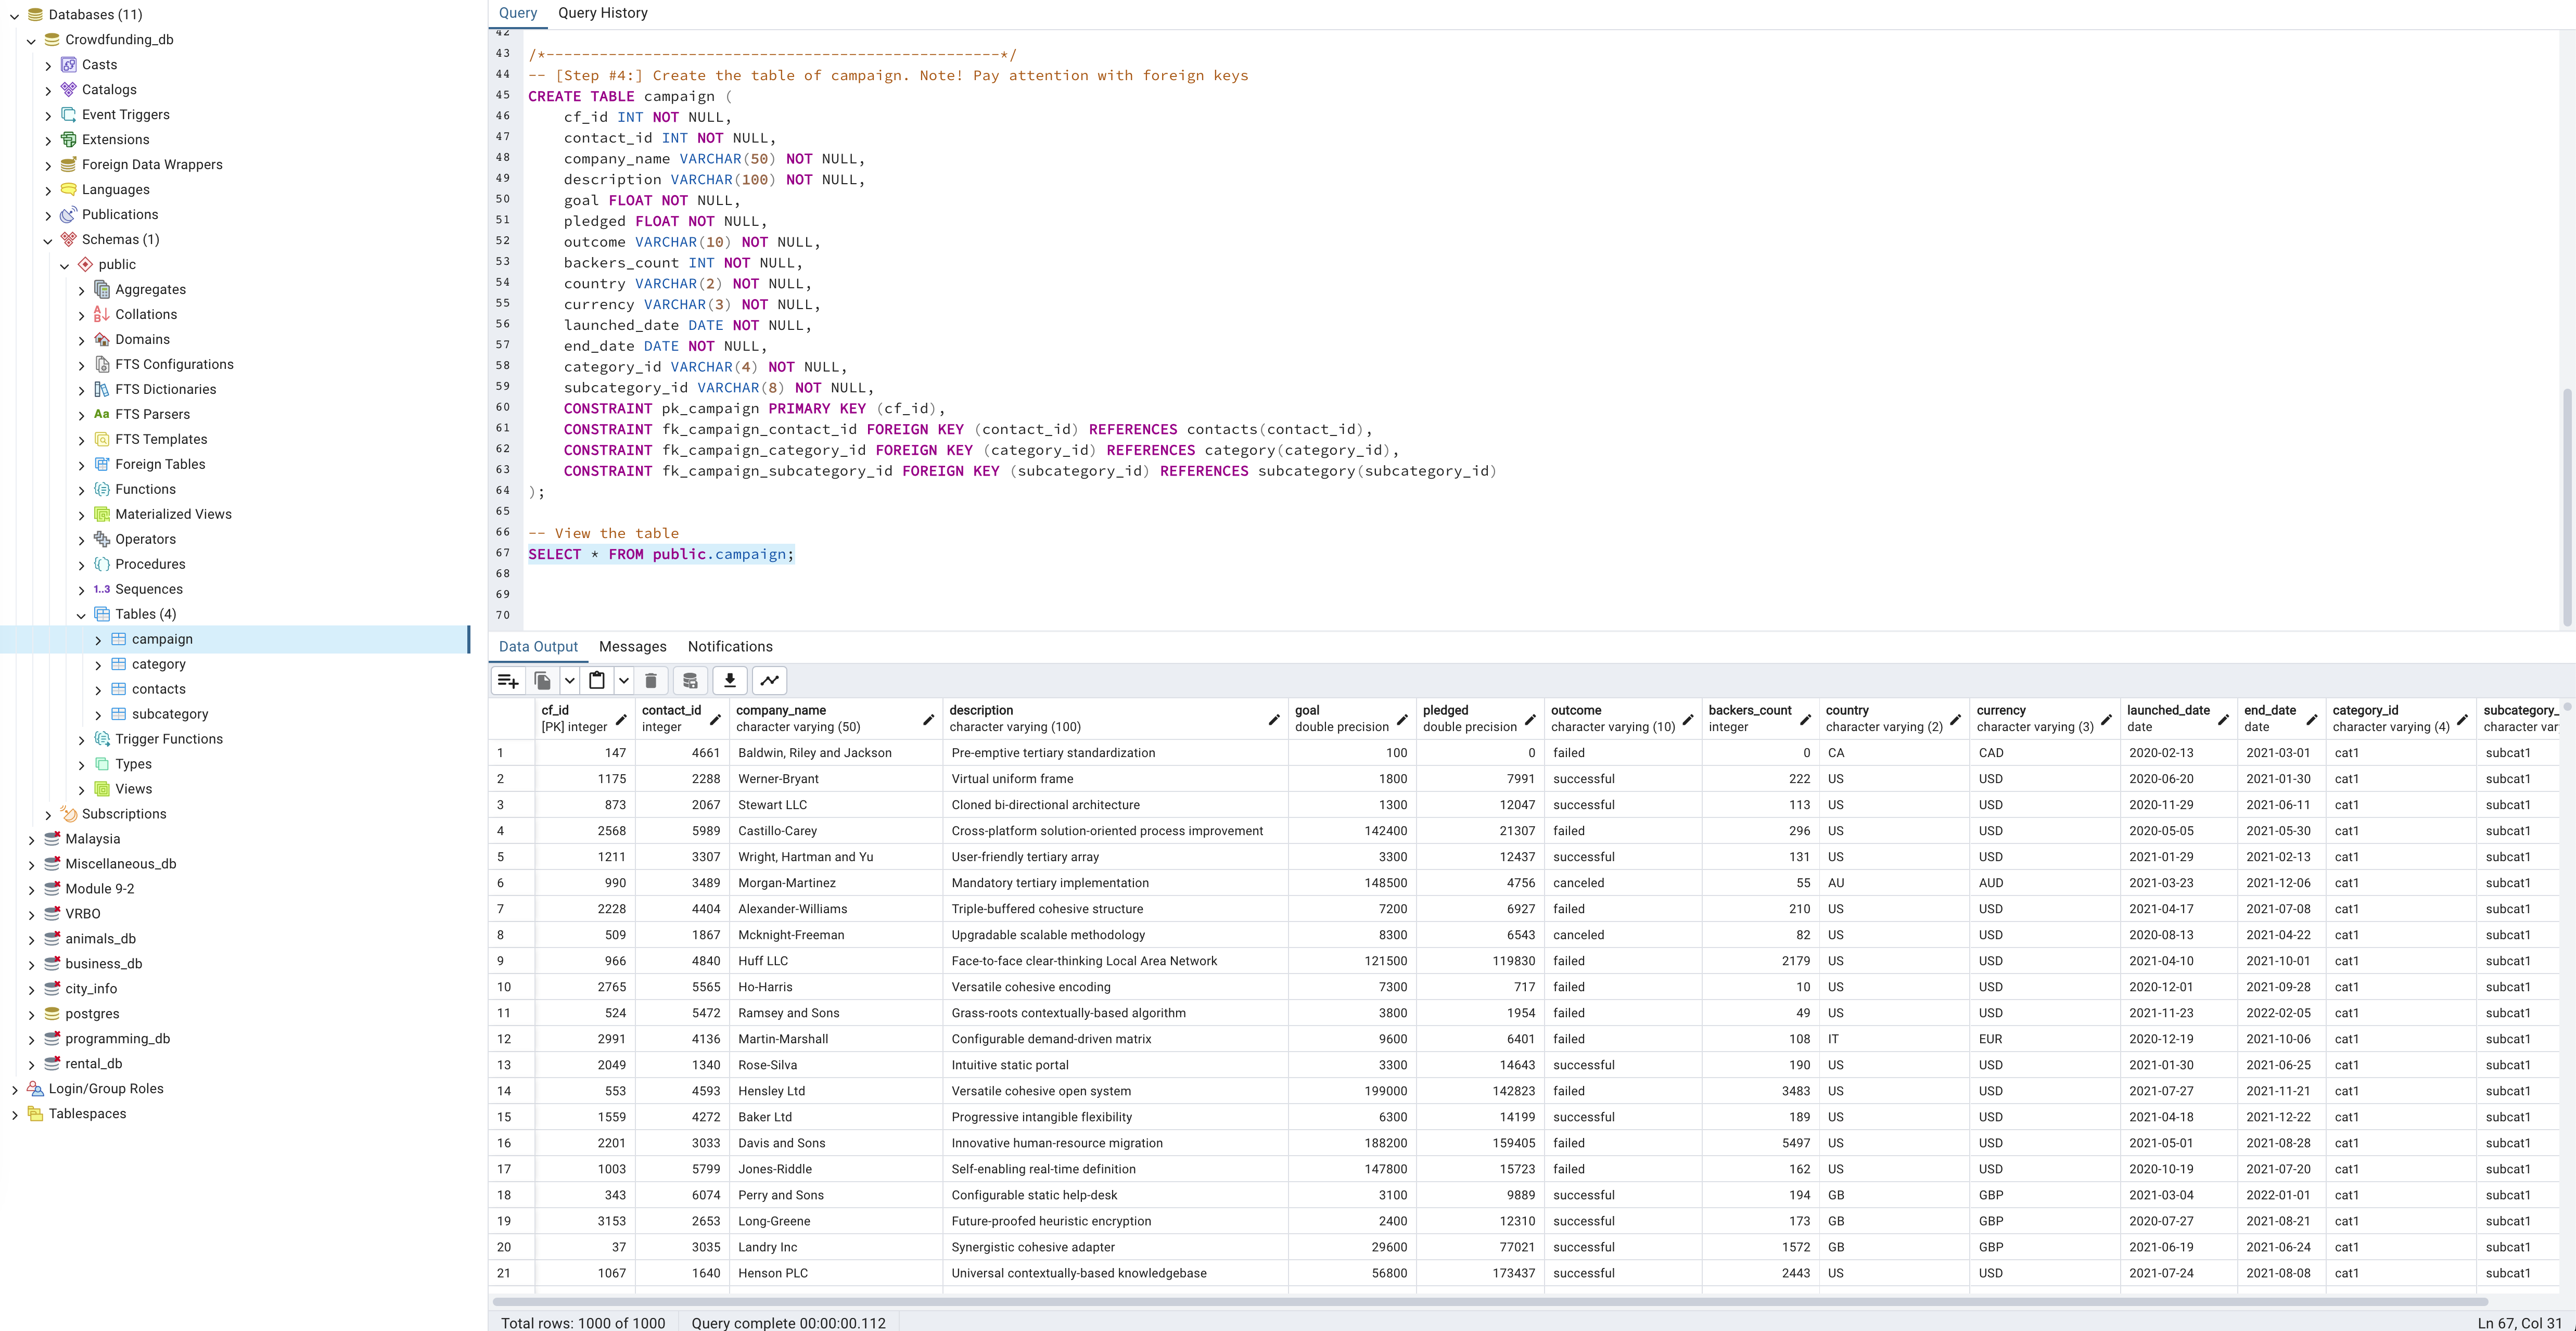 Databases (11)
Crowdfunding_db
Casts
Catalogs
Event Triggers
Extensions
Foreign Data Wrappers
Languages
Publications
Schemas (1)
public
Aggregates
Collations
Domains
FTS Configurations
FTS Dictionaries
Aa FTS Parsers
FTS Templates
Foreign Tables
Functions
Materialized Views
Operators
Procedures
1..3 Sequences
Tables (4)
campaign
category
contacts
subcategory
Trigger Functions
Types
Views
Subscriptions
Malaysia
Miscellaneous_db
Module 9-2
VRBO
animals_db
business_db
city_info
postgres
programming_db
rental_db
Login/Group Roles
Tablespaces
Query Query History
42
43 /*---------------------------------------------------*/
44 -- [Step #4:] Create the table of campaign. Note! Pay attention with foreign keys
45 CREATE TABLE campaign (
46 cf_id INT NOT NULL,
47 contact_id INT NOT NULL,
48 company_name VARCHAR(50) NOT NULL,
49 description VARCHAR(100) NOT NULL,
50 goal FLOAT NOT NULL,
51 pledged FLOAT NOT NULL,
52 outcome VARCHAR(10) NOT NULL,
53 backers_count INT NOT NULL,
54 country VARCHAR(2) NOT NULL,
55 currency VARCHAR(3) NOT NULL,
56 launched_date DATE NOT NULL,
57 end_date DATE NOT NULL,
58 category_id VARCHAR(4) NOT NULL,
59 subcategory_id VARCHAR(8) NOT NULL,
60 CONSTRAINT pk_campaign PRIMARY KEY (cf_id),
61 CONSTRAINT fk_campaign_contact_id FOREIGN KEY (contact_id) REFERENCES contacts(contact_id),
62 CONSTRAINT fk_campaign_category_id FOREIGN KEY (category_id) REFERENCES category(category_id),
63 CONSTRAINT fk_campaign_subcategory_id FOREIGN KEY (subcategory_id) REFERENCES subcategory(subcategory_id)
64 );
65
66 -- View the table
67 SELECT * FROM public.campaign;
68
69
70
Data Output Messages Notifications
cf_id contact_id company_name description goal pledged outcome backers_count country currency launched_date end_date category_id subcategory_
[PK] integer integer character varying (50) character varying (100) double precision double precision character varying (10) integer character varying (2) character varying (3) date date character varying (4) character var
1 147 4661 Baldwin, Riley and Jackson Pre-emptive tertiary standardization 100 0 failed 0 CA CAD 2020-02-13 2021-03-01 cat1 subcat1
2 1175 2288 Werner-Bryant Virtual uniform frame 1800 7991 successful 222 US USD 2020-06-20 2021-01-30 cat1 subcat1
3 873 2067 Stewart LLC Cloned bi-directional architecture 1300 12047 successful 113 US USD 2020-11-29 2021-06-11 cat1 subcat1
4 2568 5989 Castillo-Carey Cross-platform solution-oriented process improvement 142400 21307 failed 296 US USD 2020-05-05 2021-05-30 cat1 subcat1
5 1211 3307 Wright, Hartman and Yu User-friendly tertiary array 3300 12437 successful 131 US USD 2021-01-29 2021-02-13 cat1 subcat1
6 990 3489 Morgan-Martinez Mandatory tertiary implementation 148500 4756 canceled 55 AU AUD 2021-03-23 2021-12-06 cat1 subcat1
7 2228 4404 Alexander-Williams Triple-buffered cohesive structure 7200 6927 failed 210 US USD 2021-04-17 2021-07-08 cat1 subcat1
8 509 1867 Mcknight-Freeman Upgradable scalable methodology 8300 6543 canceled 82 US USD 2020-08-13 2021-04-22 cat1 subcat1
9 966 4840 Huff LLC Face-to-face clear-thinking Local Area Network 121500 119830 failed 2179 US USD 2021-04-10 2021-10-01 cat1 subcat1
10 2765 5565 Ho-Harris Versatile cohesive encoding 7300 717 failed 10 US USD 2020-12-01 2021-09-28 cat1 subcat1
11 524 5472 Ramsey and Sons Grass-roots contextually-based algorithm 3800 1954 failed 49 US USD 2021-11-23 2022-02-05 cat1 subcat1
12 2991 4136 Martin-Marshall Configurable demand-driven matrix 9600 6401 failed 108 IT EUR 2020-12-19 2021-10-06 cat1 subcat1
13 2049 1340 Rose-Silva Intuitive static portal 3300 14643 successful 190 US USD 2021-01-30 2021-06-25 cat1 subcat1
14 553 4593 Hensley Ltd Versatile cohesive open system 199000 142823 failed 3483 US USD 2021-07-27 2021-11-21 cat1 subcat1
15 1559 4272 Baker Ltd Progressive intangible flexibility 6300 14199 successful 189 US USD 2021-04-18 2021-12-22 cat1 subcat1
16 2201 3033 Davis and Sons Innovative human-resource migration 188200 159405 failed 5497 US USD 2021-05-01 2021-08-28 cat1 subcat1
17 1003 5799 Jones-Riddle Self-enabling real-time definition 147800 15723 failed 162 US USD 2020-10-19 2021-07-20 cat1 subcat1
18 343 6074 Perry and Sons Configurable static help-desk 3100 9889 successful 194 GB GBP 2021-03-04 2022-01-01 cat1 subcat1
19 3153 2653 Long-Greene Future-proofed heuristic encryption 2400 12310 successful 173 GB GBP 2020-07-27 2021-08-21 cat1 subcat1
20 37 3035 Landry Inc Synergistic cohesive adapter 29600 77021 successful 1572 GB GBP 2021-06-19 2021-06-24 cat1 subcat1
21 1067 1640 Henson PLC Universal contextually-based knowledgebase 56800 173437 successful 2443 US USD 2021-07-24 2021-08-08 cat1 subcat1
Total rows: 1000 of 1000 Query complete 00:00:00.112 Ln 67, Col 31